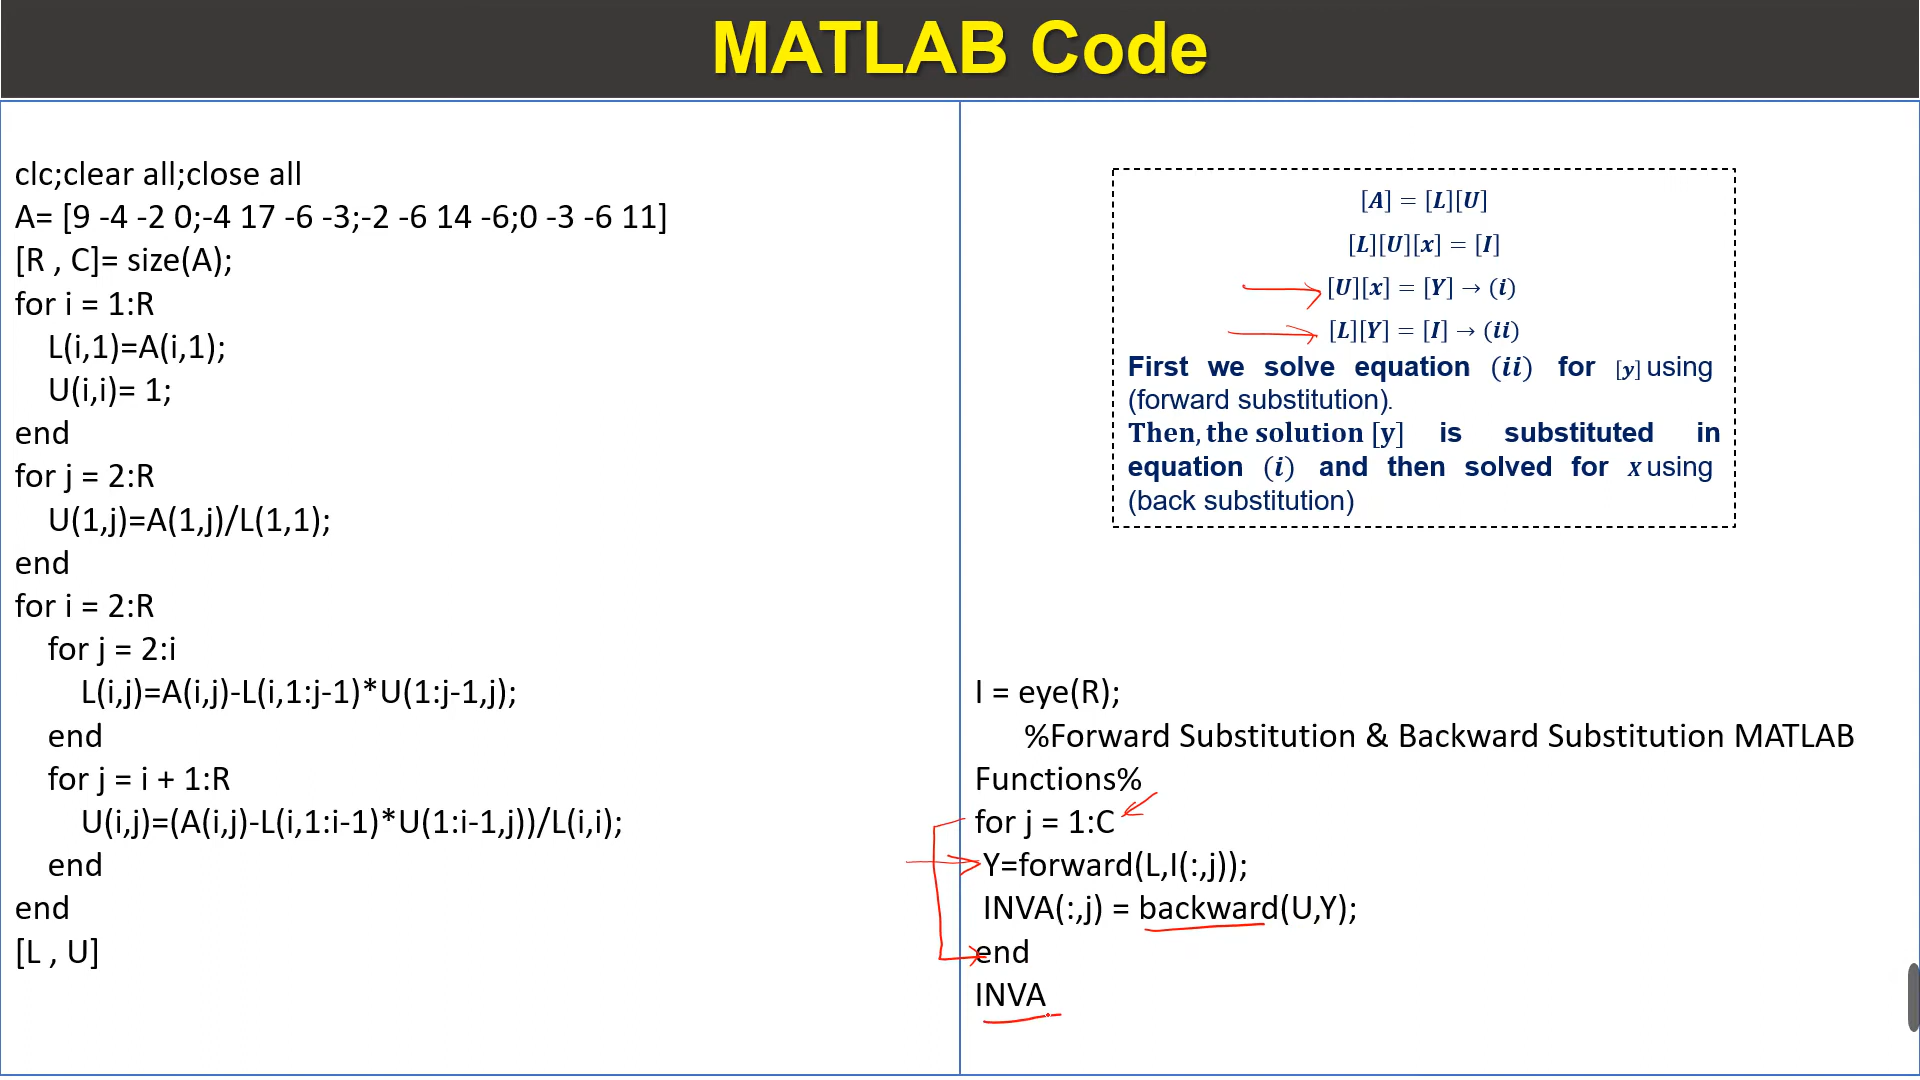 MATLAB Code
clc;clear all;close all
A= [9 -4 -2 0;-4 17 -6 -3;-2 -6 14 -6;0 -3 -6 11]
[R , C]= size(A);
for i = 1:R
L(i,1)=A(i,1);
U(i,i)= 1;
end
for j = 2:R
U(1,j)=A(1,j)/L(1,1);
end
for i = 2:R
for j = 2:i
L(i,j)=A(i,j)-L(i,1:j-1)*U(1:j-1,j);
end
for j = i + 1:R
U(i,j)=(A(i,j)-L(i,1:i-1)*U(1:i-1,j))/L(i,i);
end
end
[L , U]
[A] = [L][U]
[L][U][x] = [I]
[U][x] = [Y] → (i)
[L][Y] = [I] → (ii)
First we solve equation (ii) for [y] using
(forward substitution).
Then, the solution [y] is substituted in
equation (i) and then solved for X using
(back substitution)
I = eye(R);
%Forward Substitution & Backward Substitution MATLAB
Functions%
for j = 1:C
Y=forward(L,I(:,j));
INVA(:,j) = backward(U,Y);
end
INVA